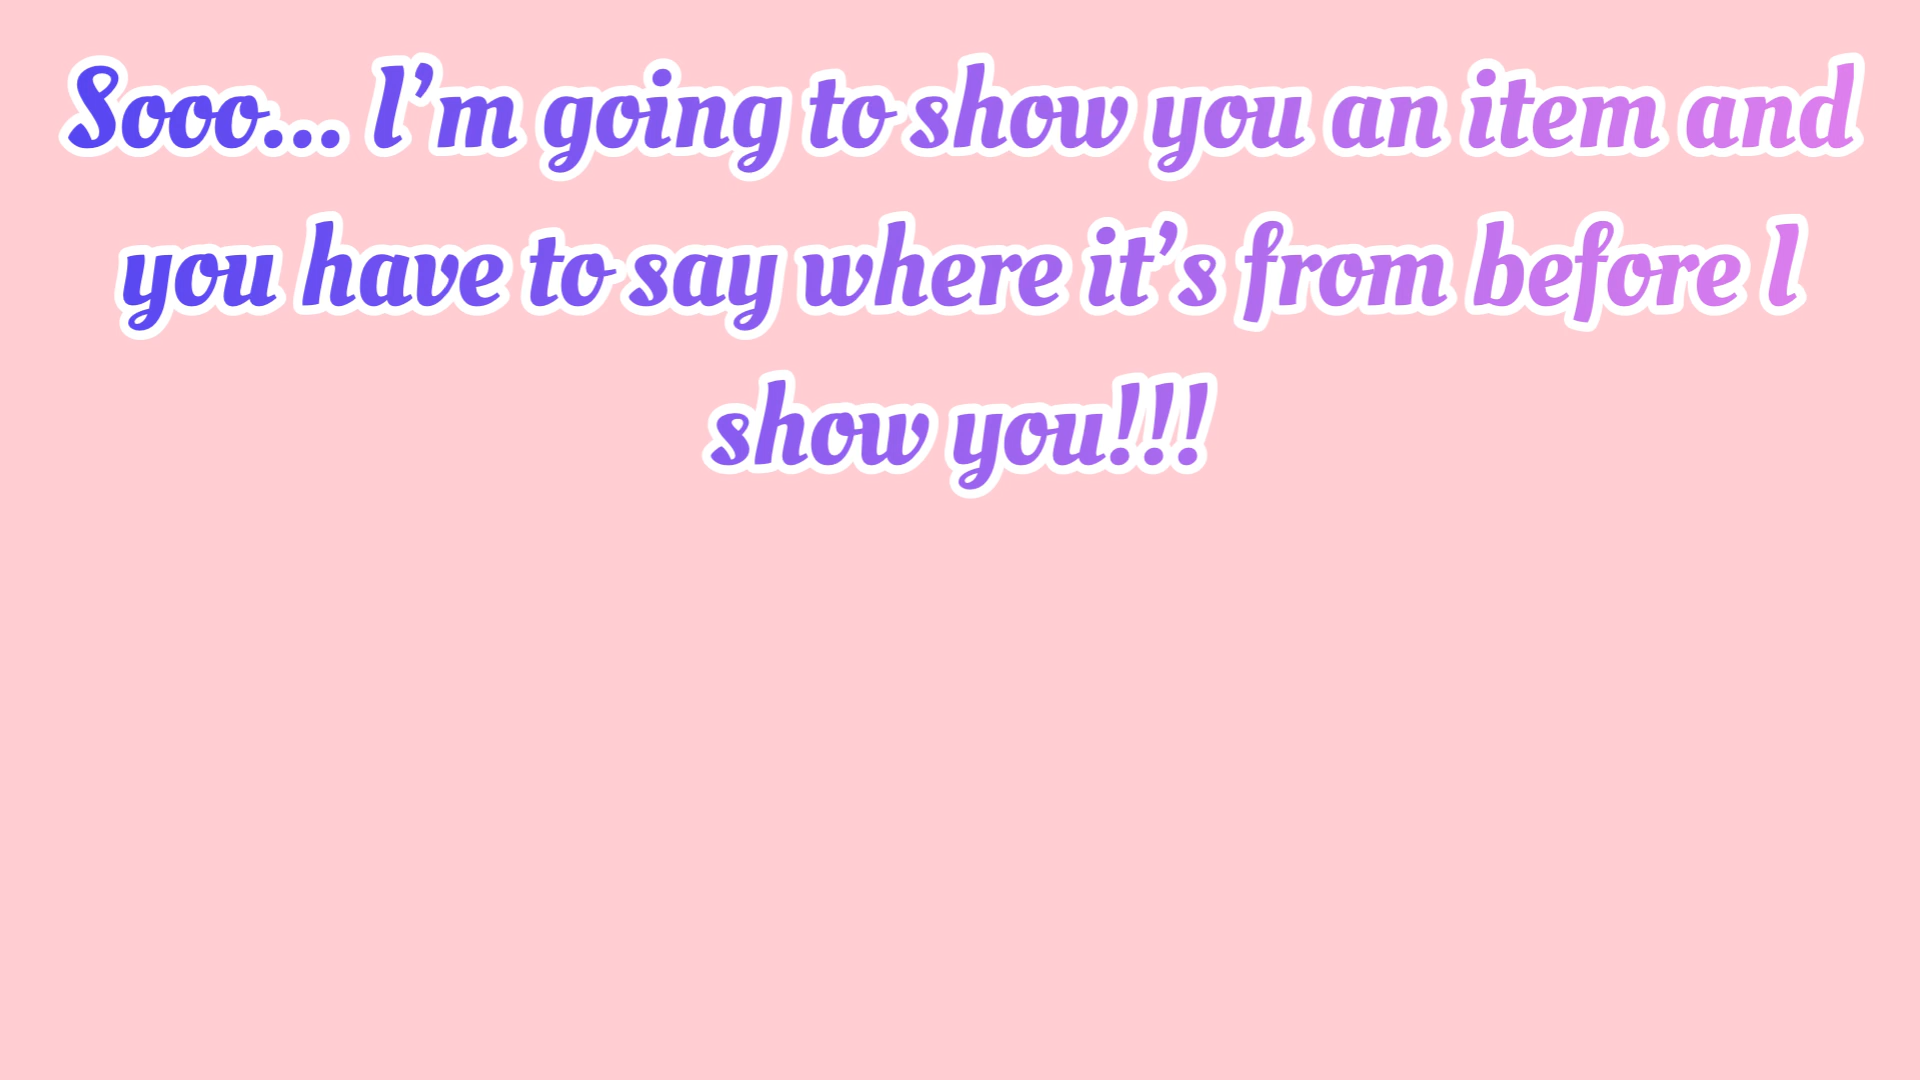 Sooo... I'm going to show you an item and
you have to say where it's from before I
show you!!!